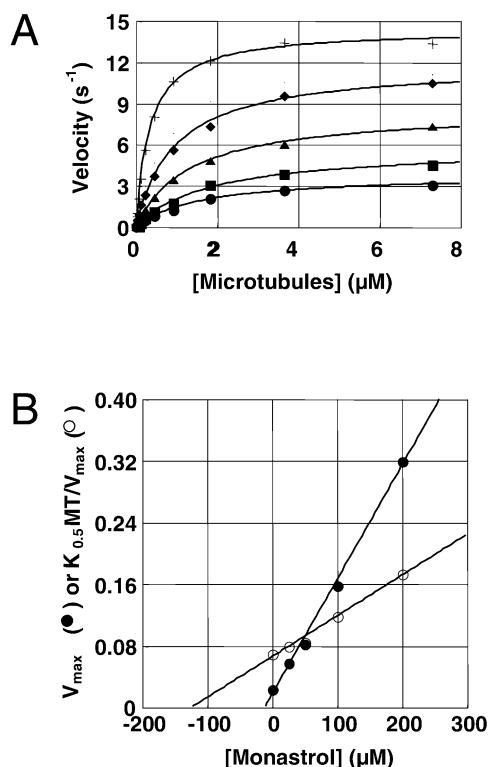 A
Velocity (s⁻¹)
15
12
9
6
3
0
0 2 4 6 8
[Microtubules] (µM)
B
Vmax (●) or K0.5MT/Vmax (○)
0.40
0.32
0.24
0.16
0.08
0
-200 -100 0 100 200 300
[Monastrol] (µM)